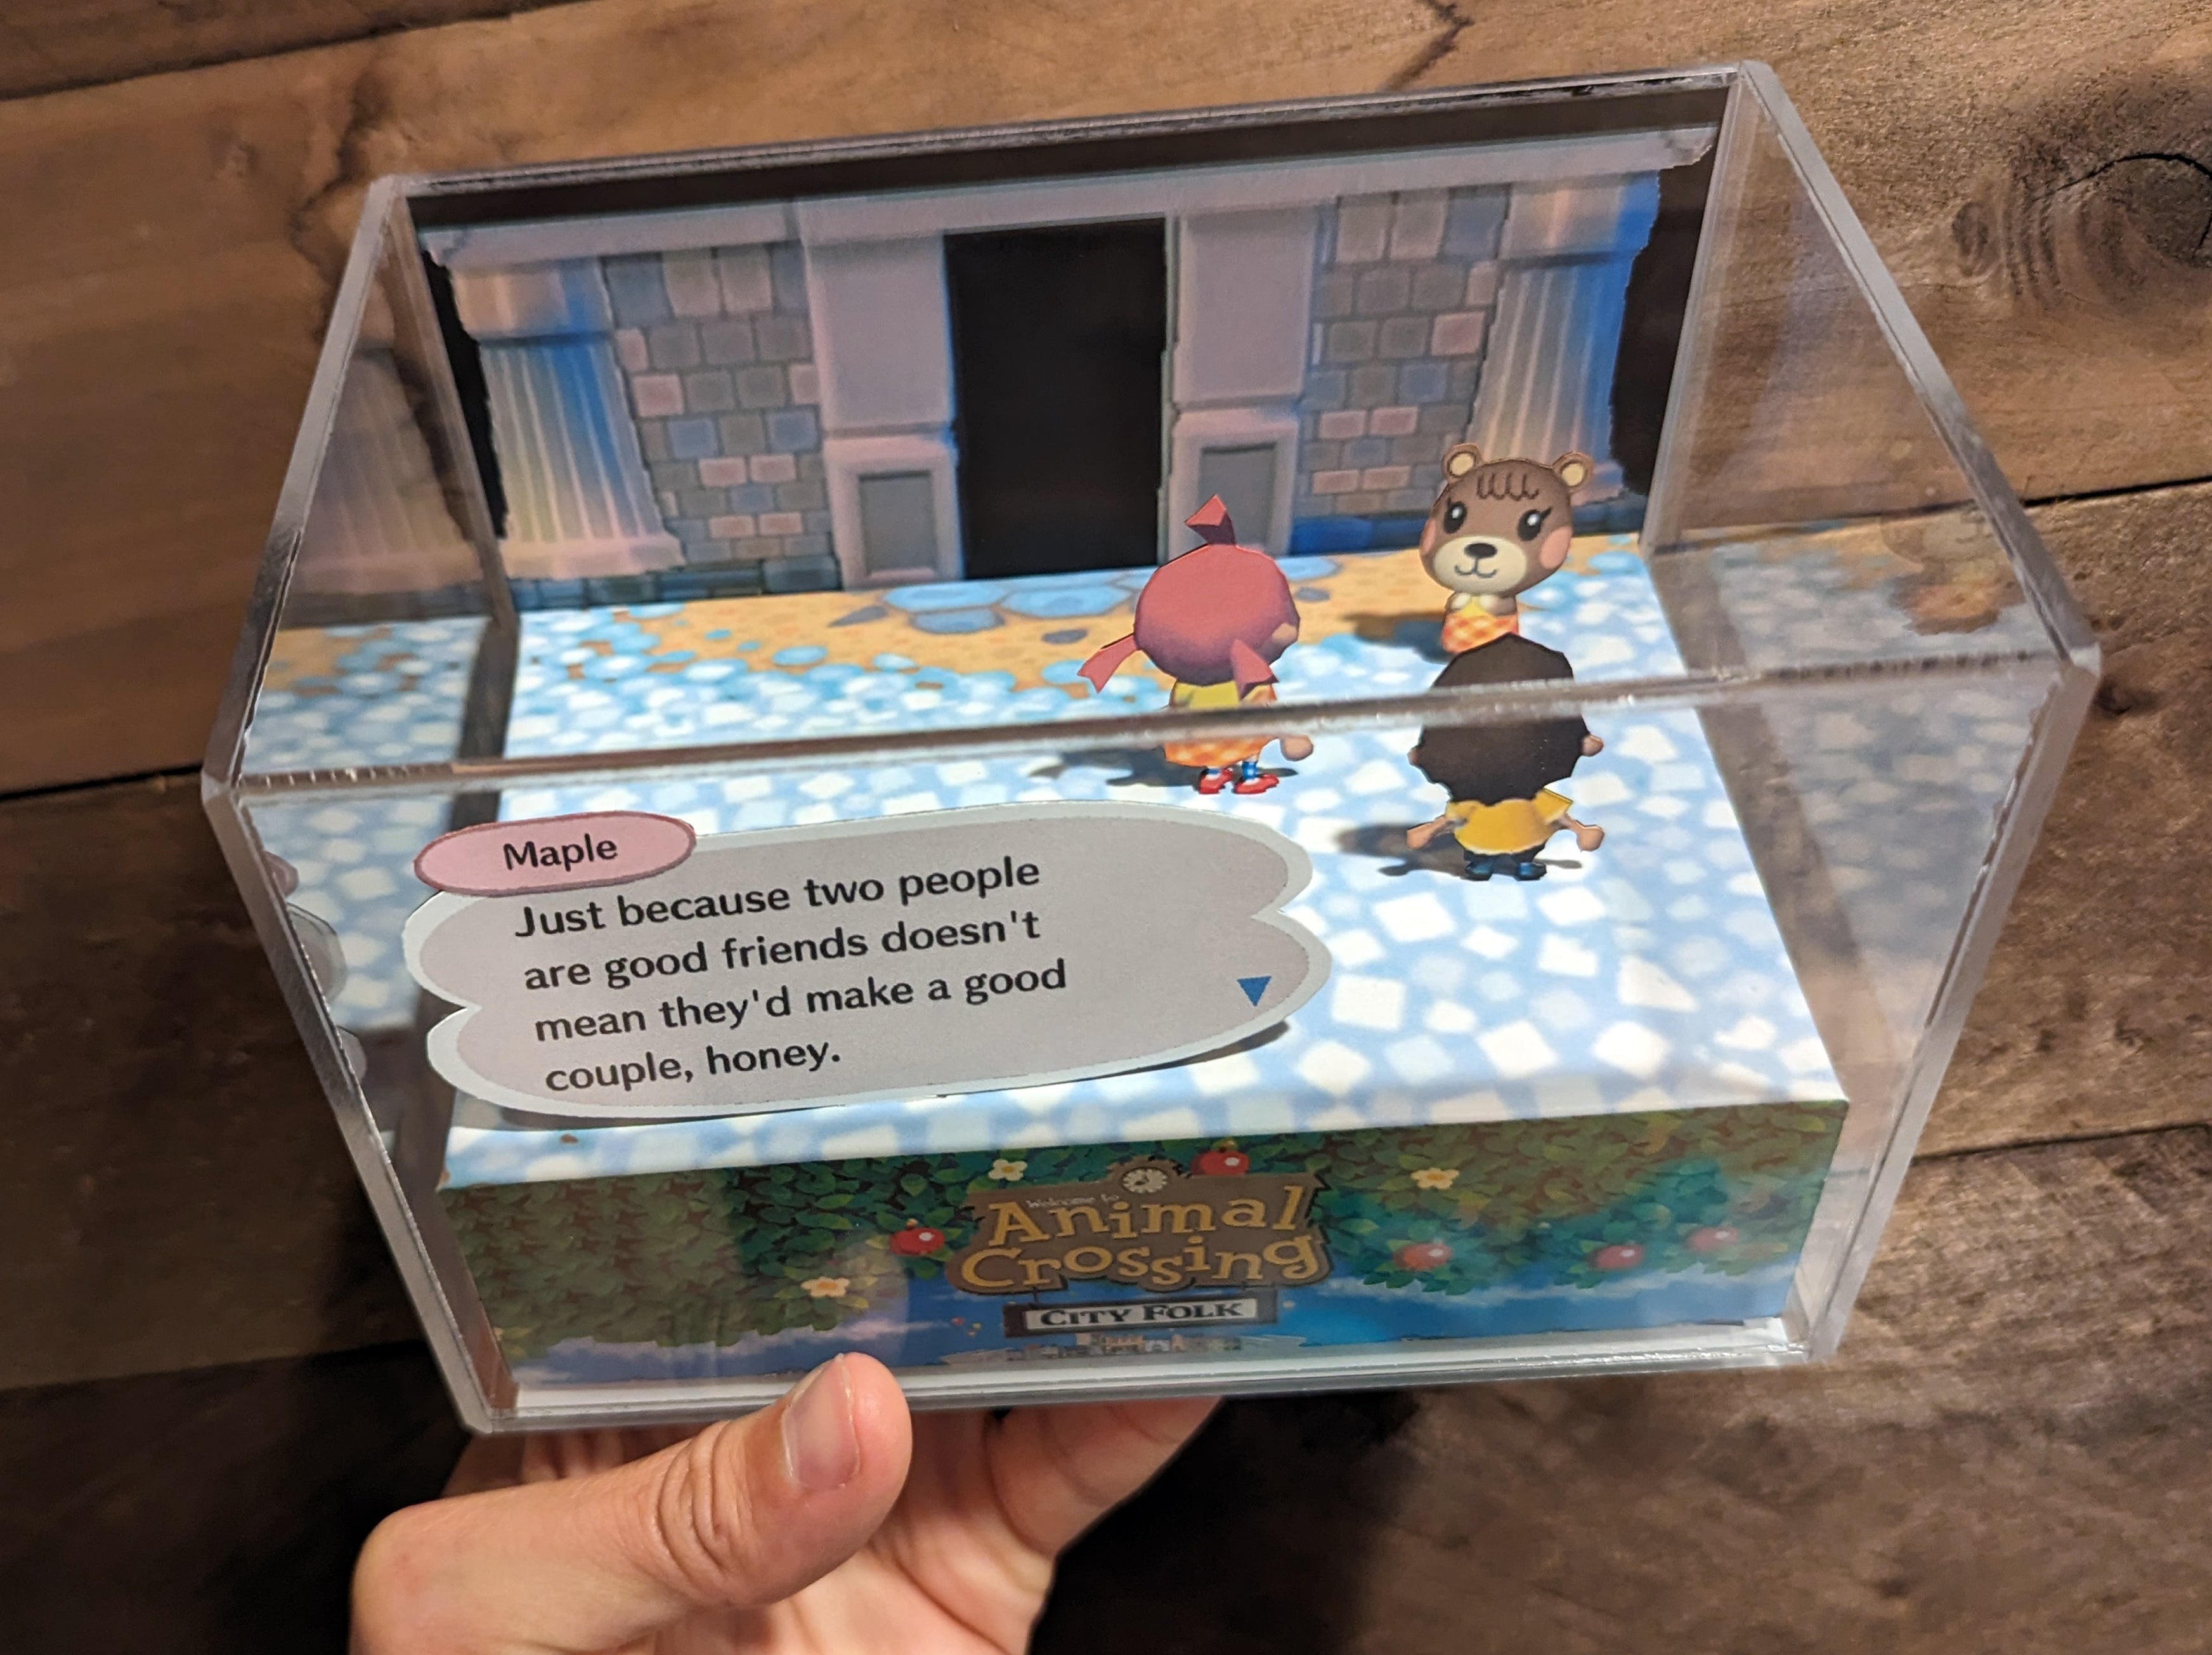 Maple
Just because two people
are good friends doesn't
mean they'd make a good
couple, honey.
Welcome to
Animal
Crossing
CITY FOLK